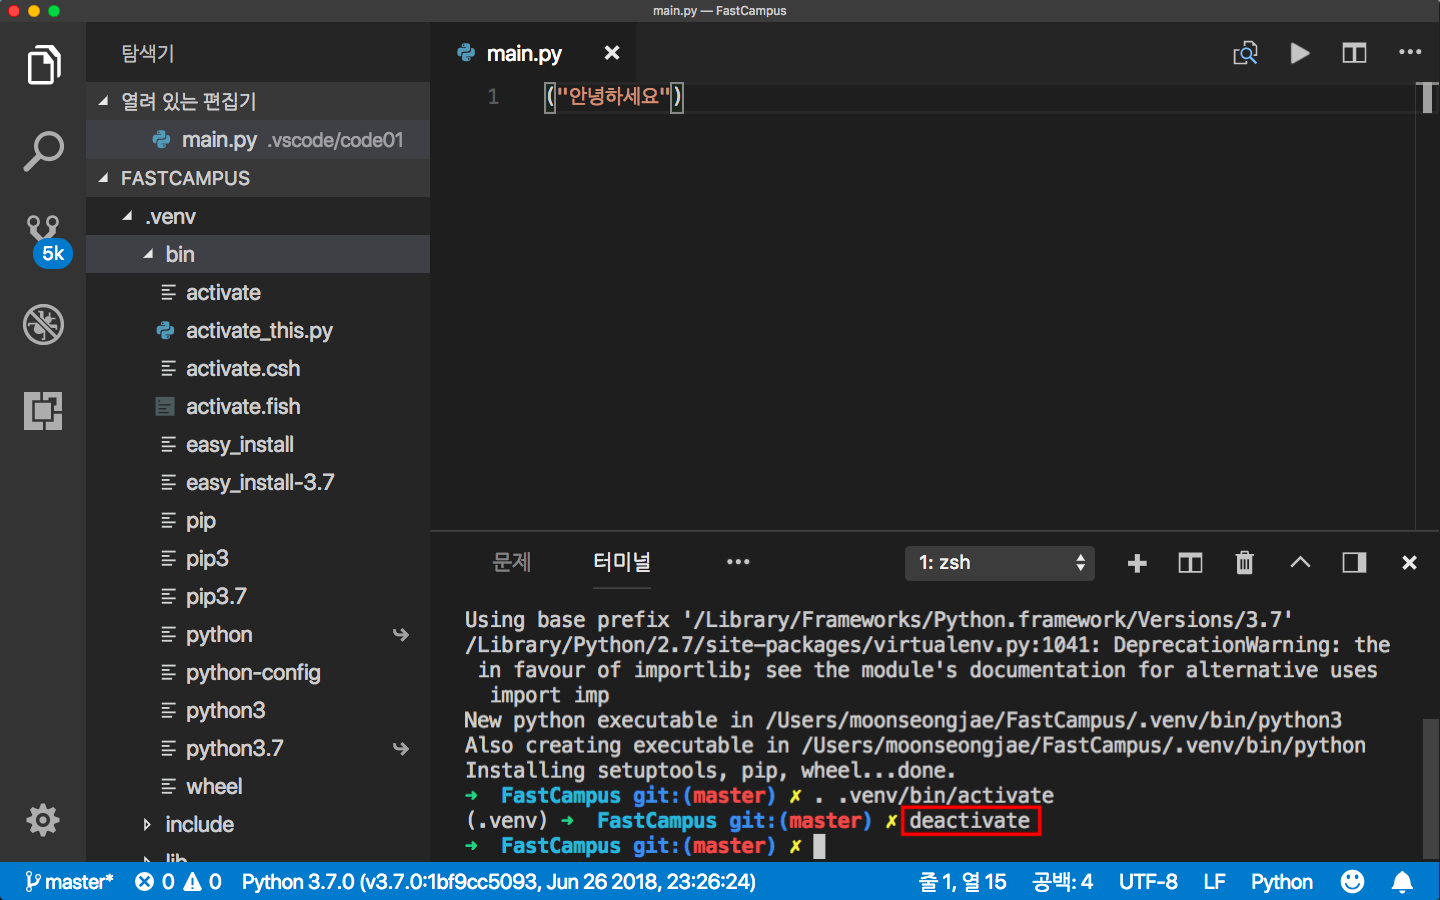 main.py — FastCampus
탐색기
열려 있는 편집기
main.py .vscode/code01
FASTCAMPUS
.venv
bin
activate
activate_this.py
activate.csh
activate.fish
easy_install
easy_install-3.7
pip
pip3
pip3.7
python
python-config
python3
python3.7
wheel
include
lib
5k
main.py
1 ("안녕하세요")
문제 터미널 1: zsh
Using base prefix '/Library/Frameworks/Python.framework/Versions/3.7'
/Library/Python/2.7/site-packages/virtualenv.py:1041: DeprecationWarning: the
in favour of importlib; see the module's documentation for alternative uses
import imp
New python executable in /Users/moonseongjae/FastCampus/.venv/bin/python3
Also creating executable in /Users/moonseongjae/FastCampus/.venv/bin/python
Installing setuptools, pip, wheel...done.
➜ FastCampus git:(master) ✗ . .venv/bin/activate
(.venv) ➜ FastCampus git:(master) ✗ deactivate
➜ FastCampus git:(master) ✗
master* 0 0 Python 3.7.0 (v3.7.0:1bf9cc5093, Jun 26 2018, 23:26:24) 줄 1, 열 15 공백: 4 UTF-8 LF Python